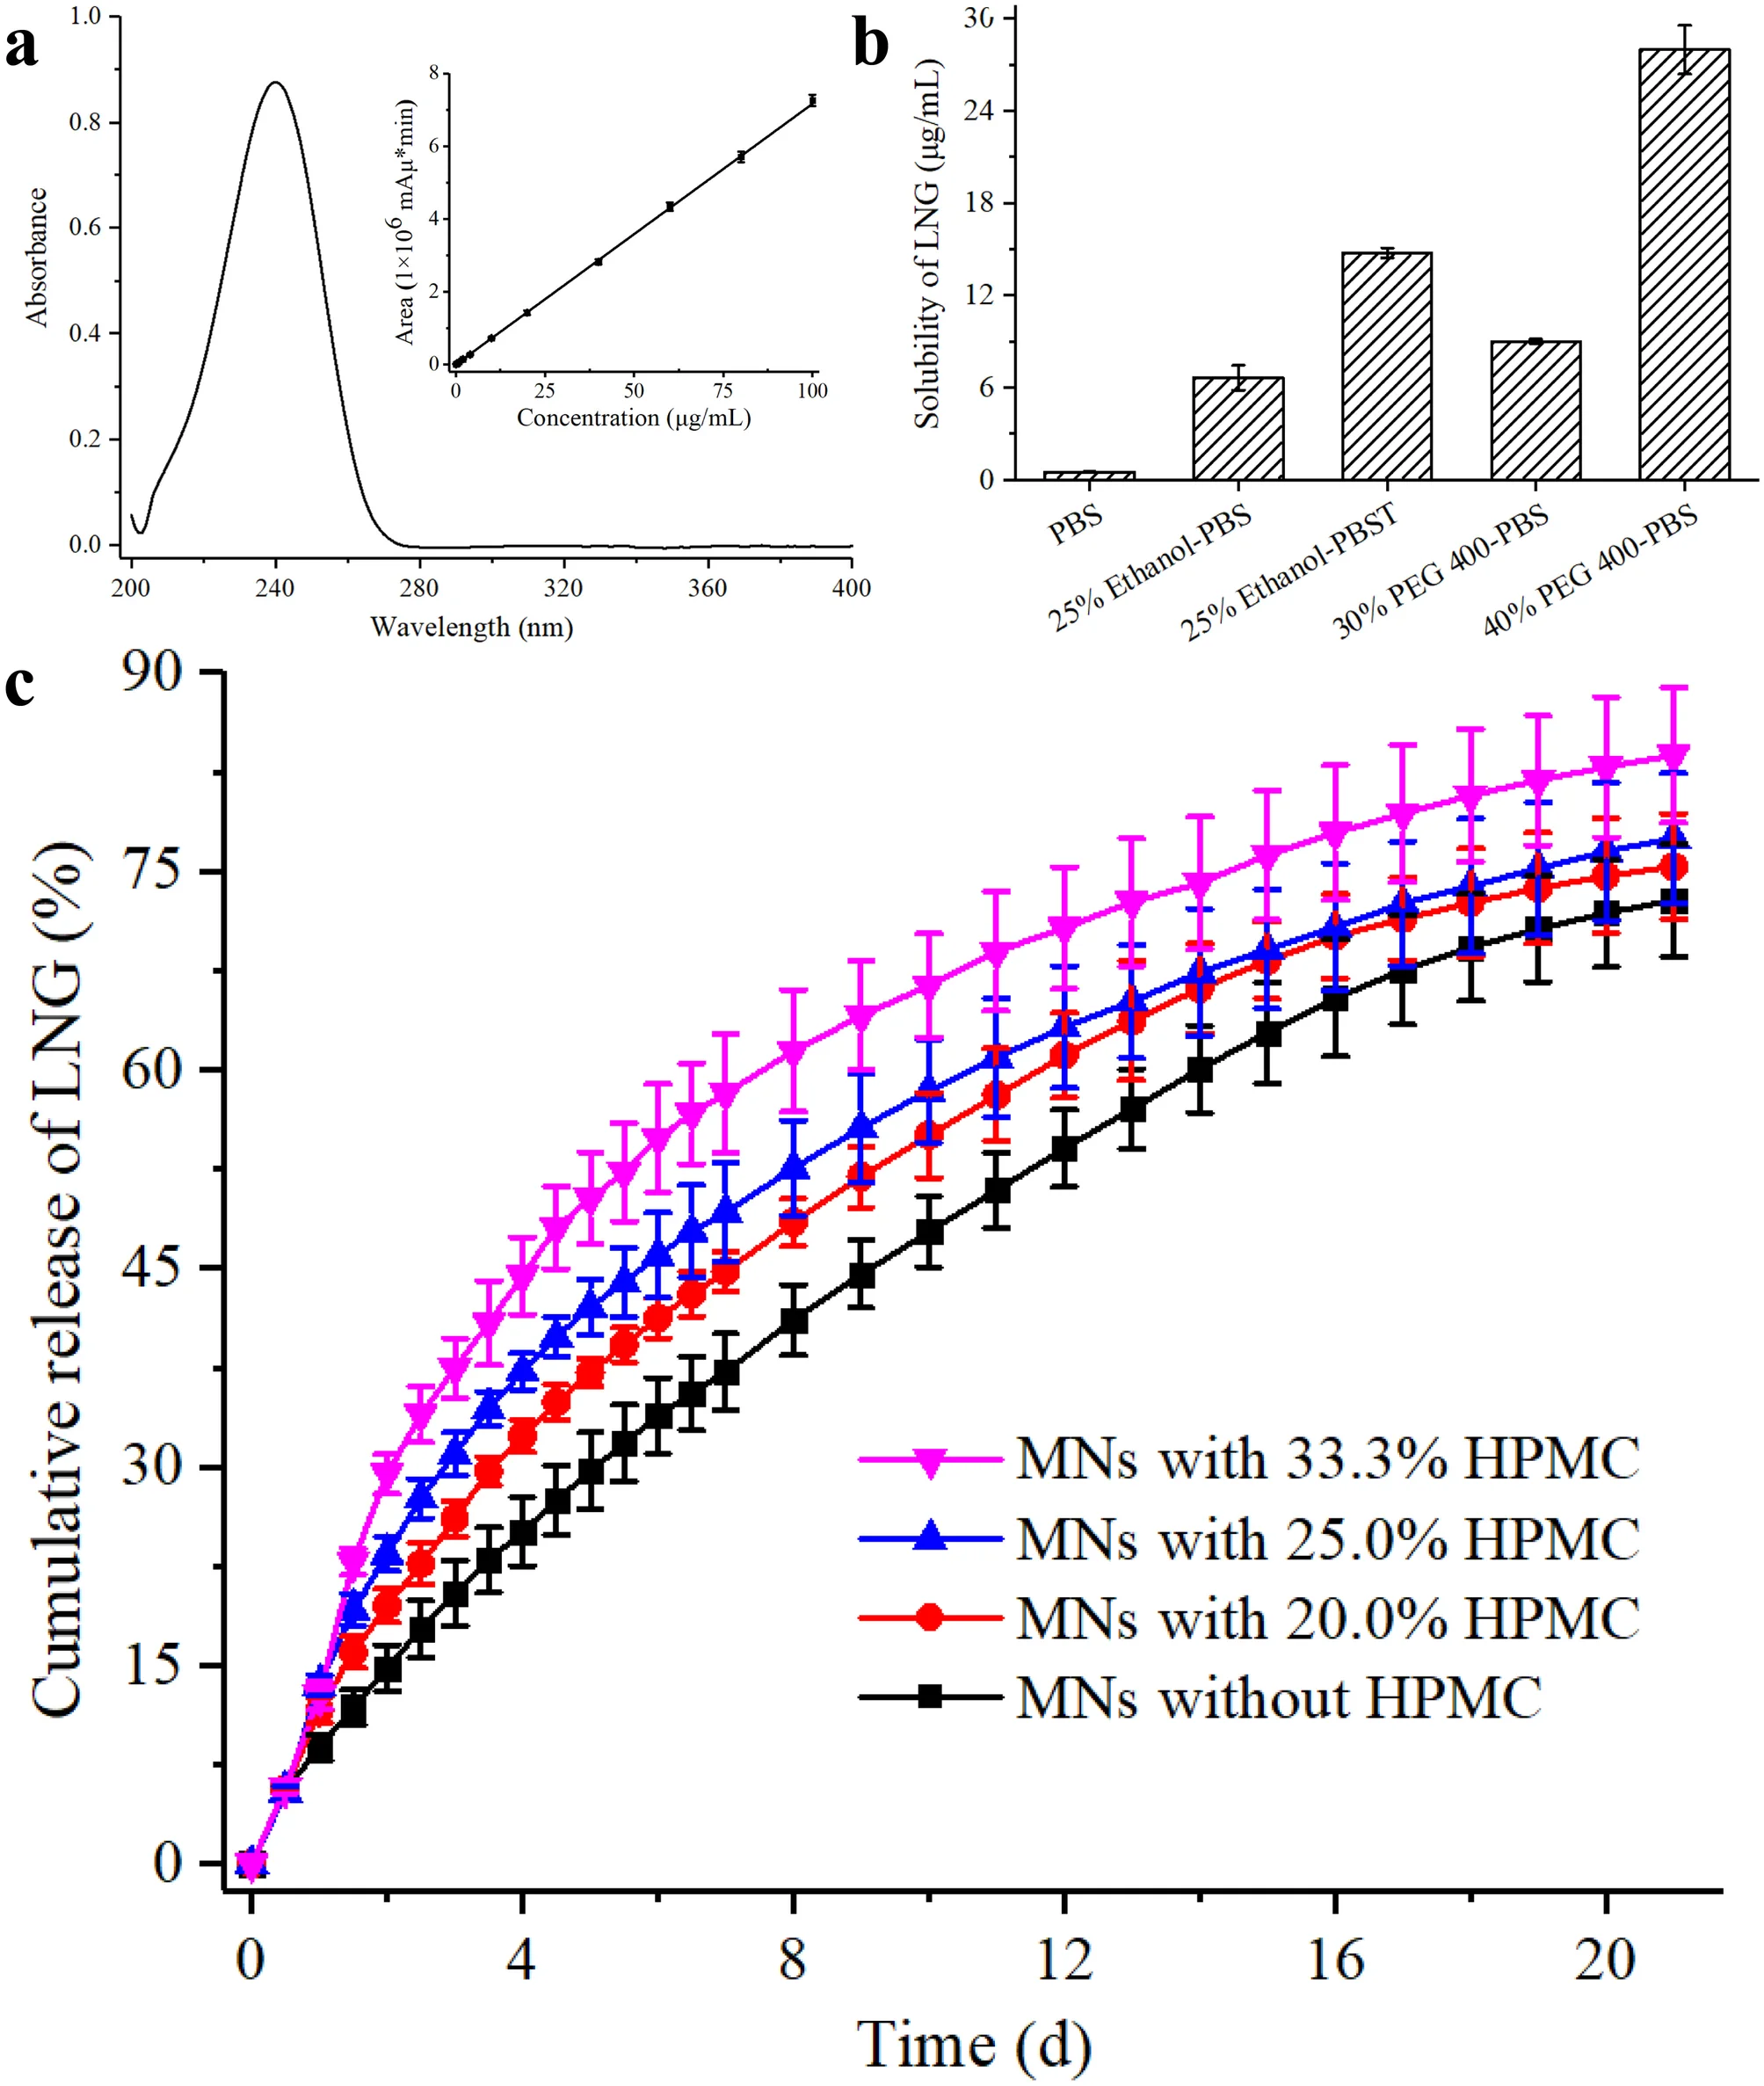 a
1.0
0.8
0.6
0.4
0.2
0.0
Absorbance
200 240 280 320 360 400
Wavelength (nm)
8
6
4
2
0
Area (1×10⁶ mAμ*min)
0 25 50 75 100
Concentration (μg/mL)
b
36
24
18
12
6
0
Solubility of LNG (μg/mL)
PBS
25% Ethanol-PBS
25% Ethanol-PBST
30% PEG 400-PBS
40% PEG 400-PBS
c
90
75
60
45
30
15
0
Cumulative release of LNG (%)
MNs with 33.3% HPMC
MNs with 25.0% HPMC
MNs with 20.0% HPMC
MNs without HPMC
0 4 8 12 16 20
Time (d)